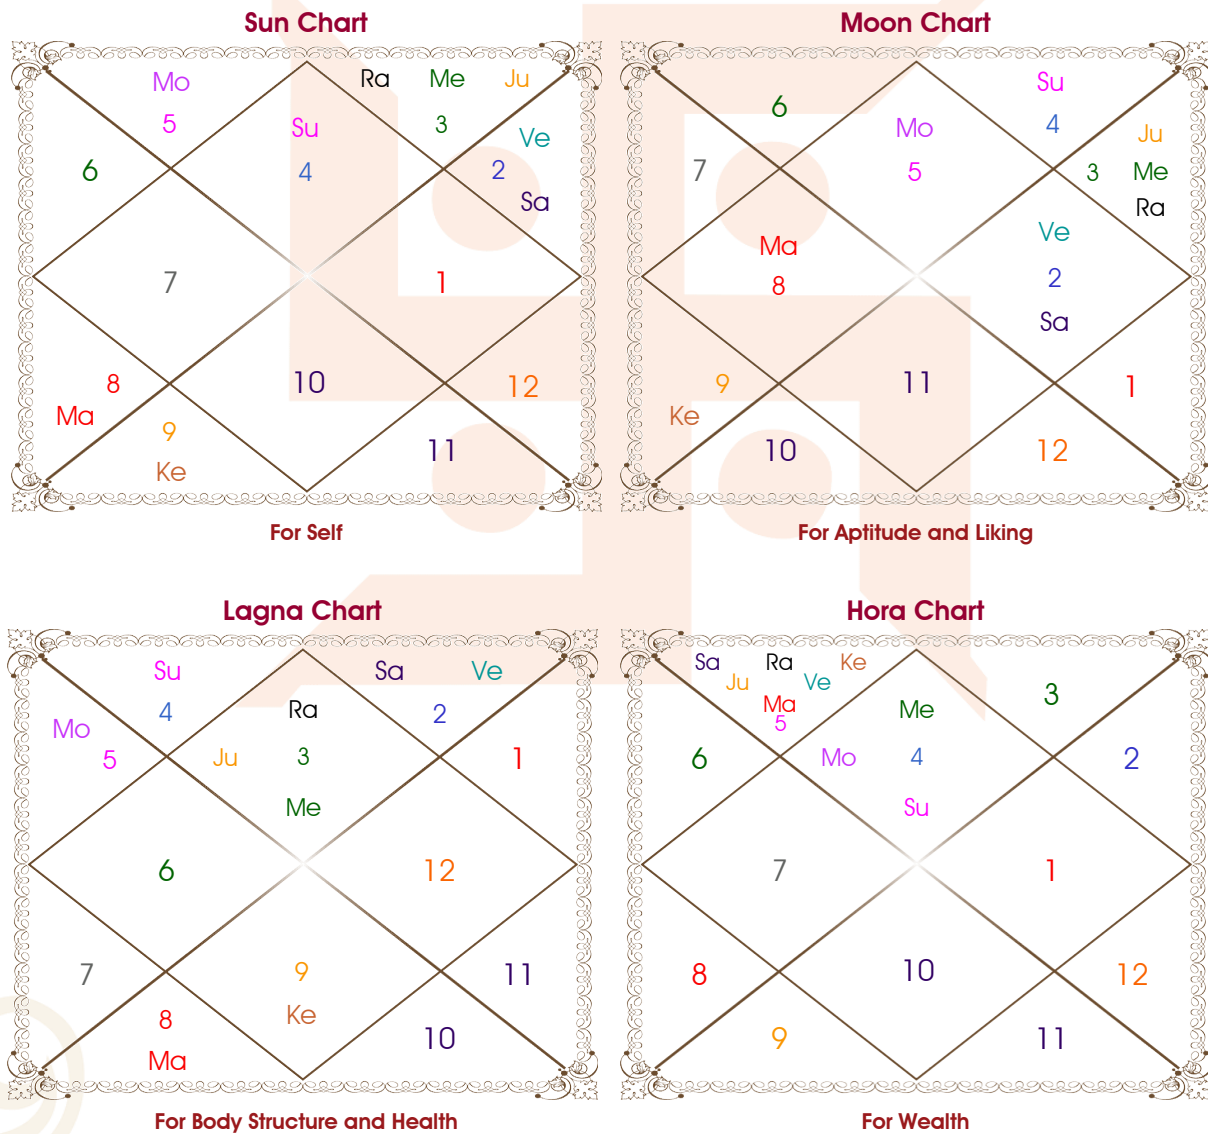 Sun Chart
Mo
Su
Ra Me Ju
5
3
Ve
6
4
2
Sa
7
1
8
10
12
Ma
9
11
Ke
For Self
Moon Chart
6
Su
Mo
4
Ju
7
5
3 Me
Ra
Ve
Ma
8
2
Sa
9
11
1
Ke
10
12
For Aptitude and Liking
Lagna Chart
Su
Sa Ve
4
Ra
2
Mo
5
Ju 3
1
Me
6
12
7
9
11
8
Ke
10
Ma
For Body Structure and Health
Hora Chart
Sa Ra Ke
Ju Ve
Ma
5
Me
3
6
Mo 4
2
Su
7
1
8
10
12
9
11
For Wealth